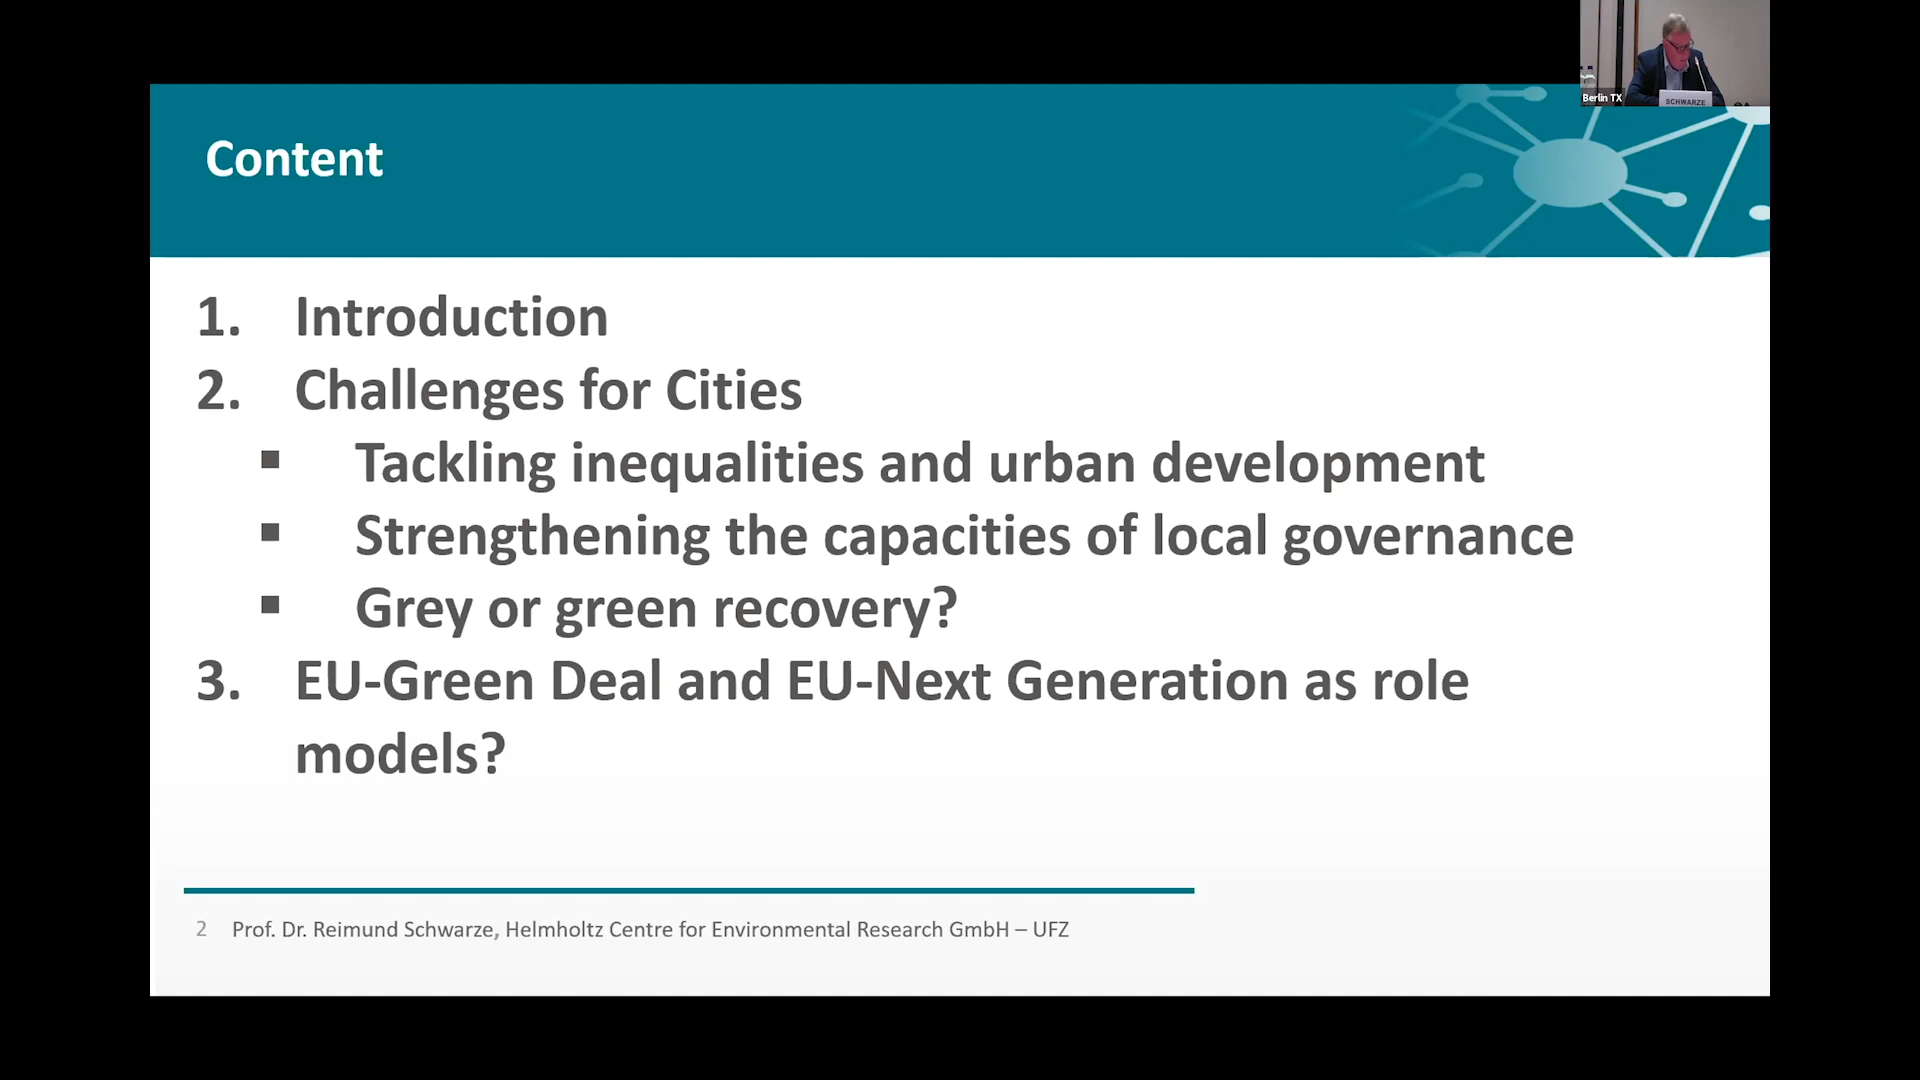 Berlin TX
SCHWARZE
Content
1. Introduction
2. Challenges for Cities
▪ Tackling inequalities and urban development
▪ Strengthening the capacities of local governance
▪ Grey or green recovery?
3. EU-Green Deal and EU-Next Generation as role
models?
2 Prof. Dr. Reimund Schwarze, Helmholtz Centre for Environmental Research GmbH – UFZ